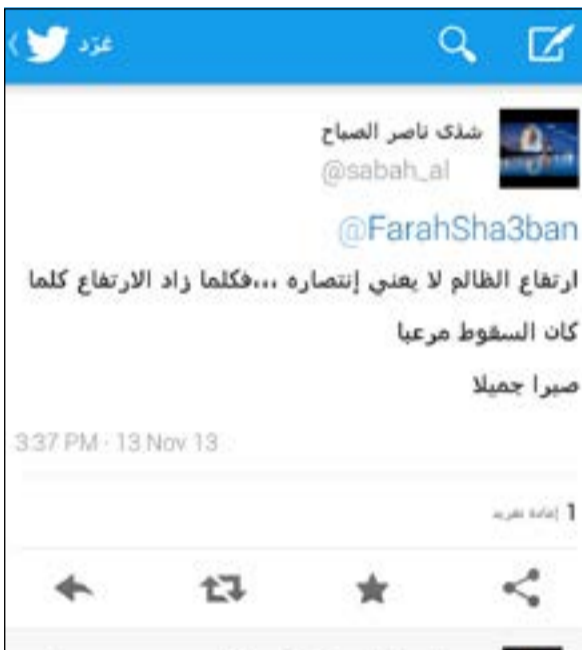 غرّد
شذى ناصر الصباح
@sabah_al
@FarahSha3ban
ارتفاع الظالم لا يعني إنتصاره ،،،فكلما زاد الارتفاع كلما
كان السقوط مرعبا
صبرا جميلا
3:37 PM · 13 Nov 13
1 إعادة تغريد